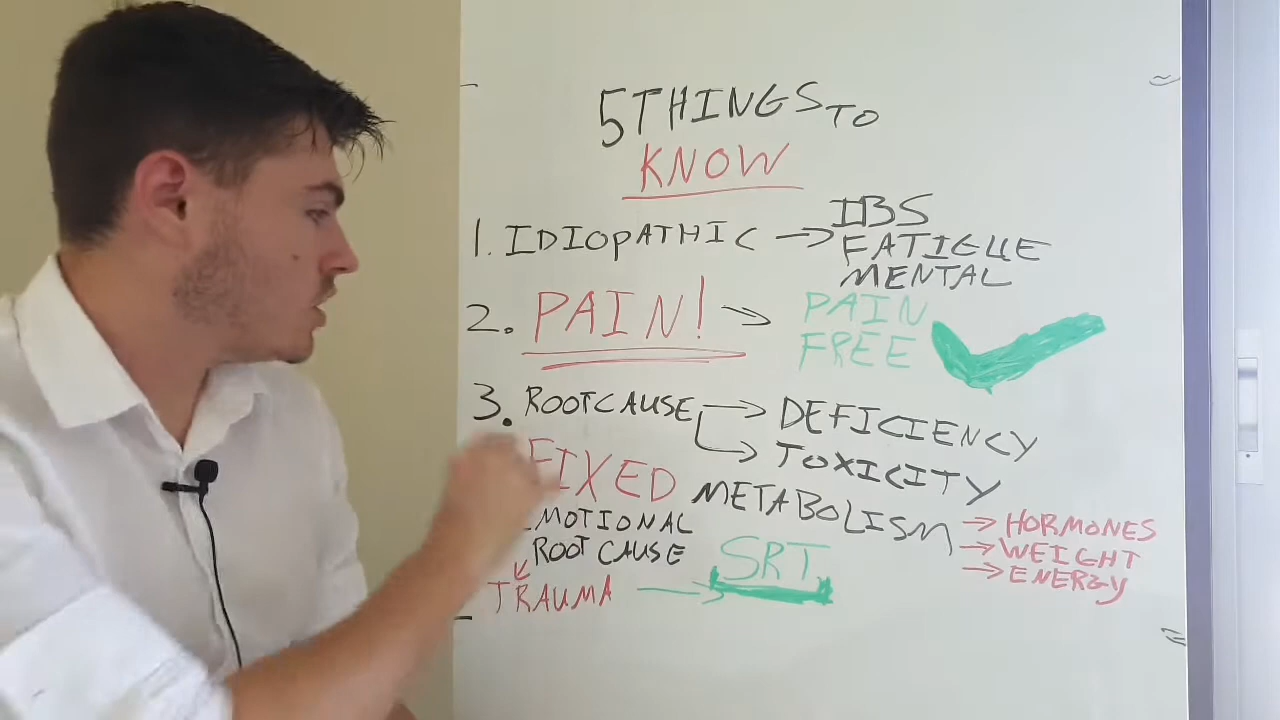 5 THINGS TO
KNOW
1. IDIOPATHIC → IBS
FATIGUE
MENTAL
2. PAIN! → PAIN
FREE
3. ROOT CAUSE → DEFICIENCY
→ TOXICITY
FIXED METABOLISM → HORMONES
→ WEIGHT
→ ENERGY
EMOTIONAL
ROOT CAUSE
TRAUMA → SRT